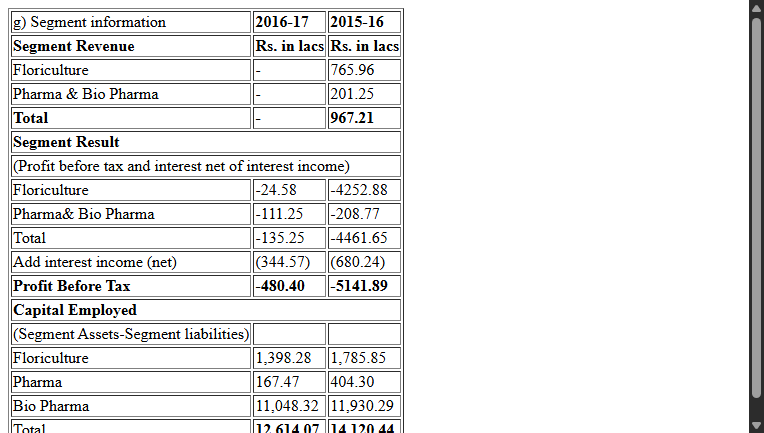 g) Segment information 2016-17 2015-16
Segment Revenue Rs. in lacs Rs. in lacs
Floriculture - 765.96
Pharma & Bio Pharma - 201.25
Total - 967.21
Segment Result
(Profit before tax and interest net of interest income)
Floriculture -24.58 -4252.88
Pharma& Bio Pharma -111.25 -208.77
Total -135.25 -4461.65
Add interest income (net) (344.57) (680.24)
Profit Before Tax -480.40 -5141.89
Capital Employed
(Segment Assets-Segment liabilities)
Floriculture 1,398.28 1,785.85
Pharma 167.47 404.30
Bio Pharma 11,048.32 11,930.29
Total 12,614.07 14,120.44